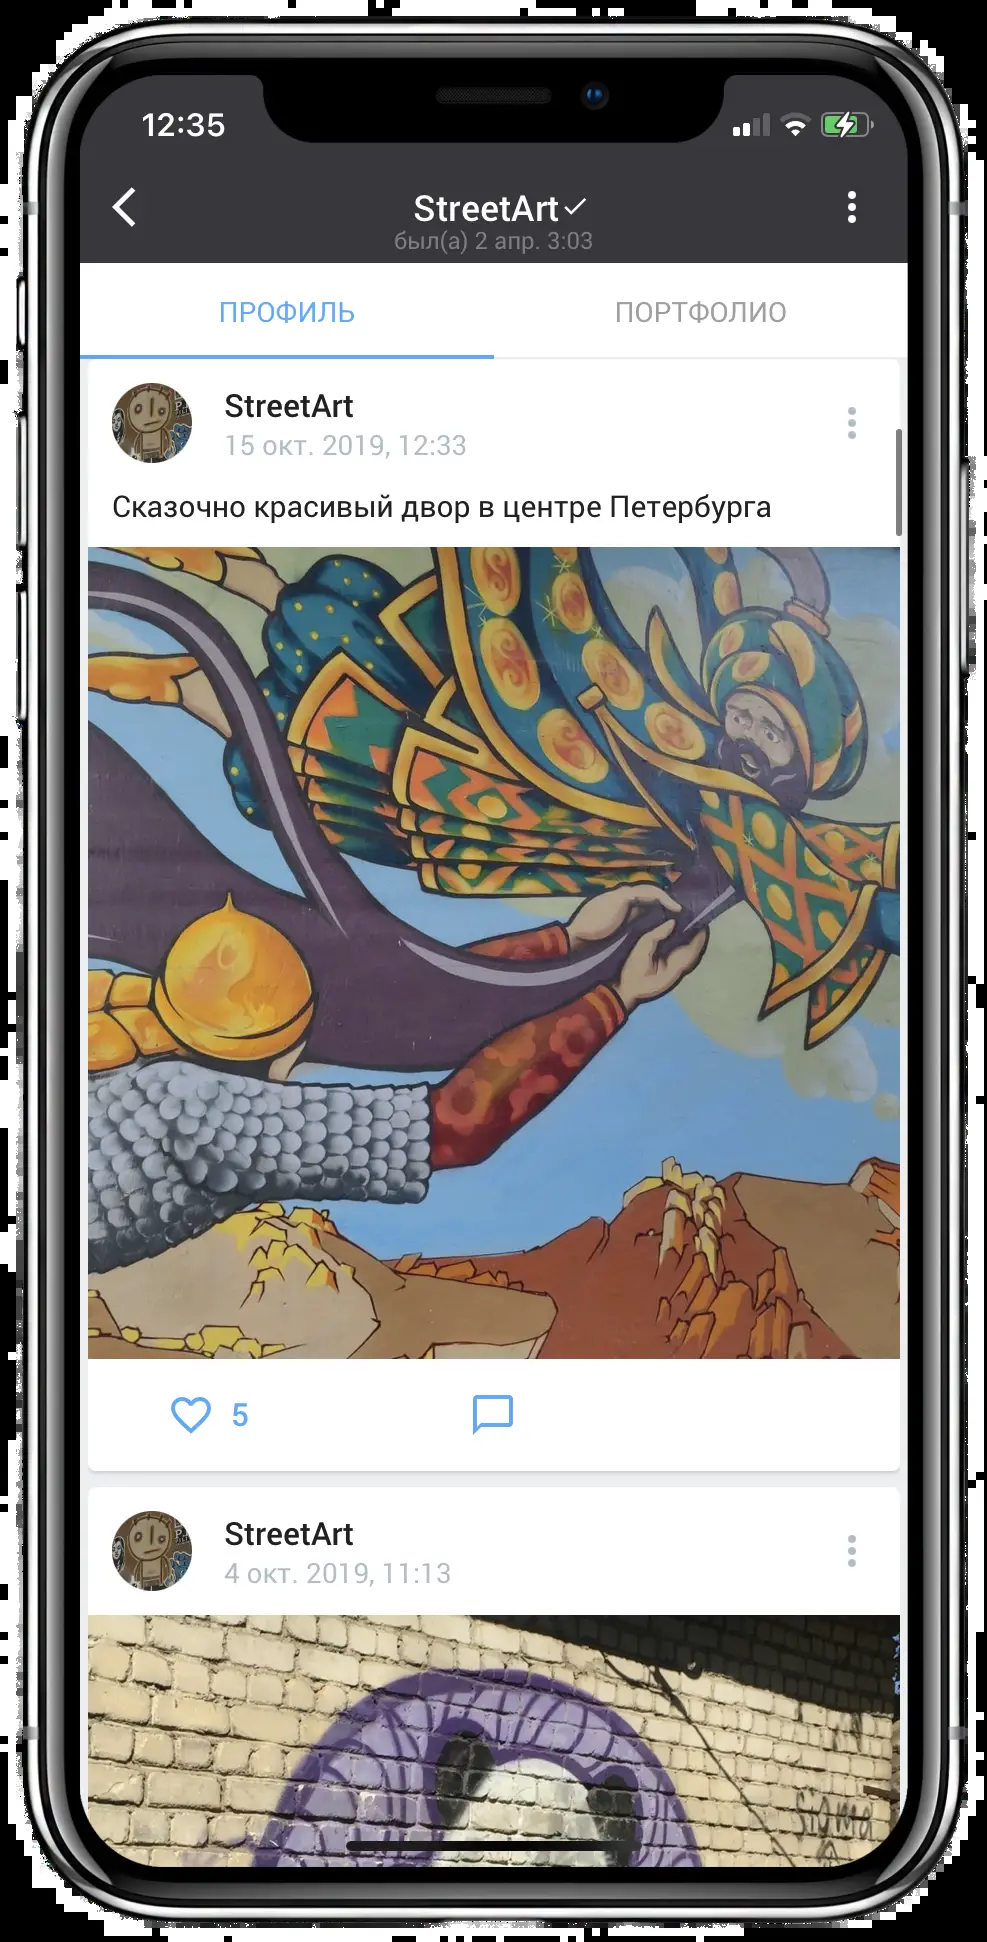 12:35
StreetArt
был(а) 2 апр. 3:03
ПРОФИЛЬ
ПОРТФОЛИО
StreetArt
15 окт. 2019, 12:33
Сказочно красивый двор в центре Петербурга
5
StreetArt
4 окт. 2019, 11:13
sigma